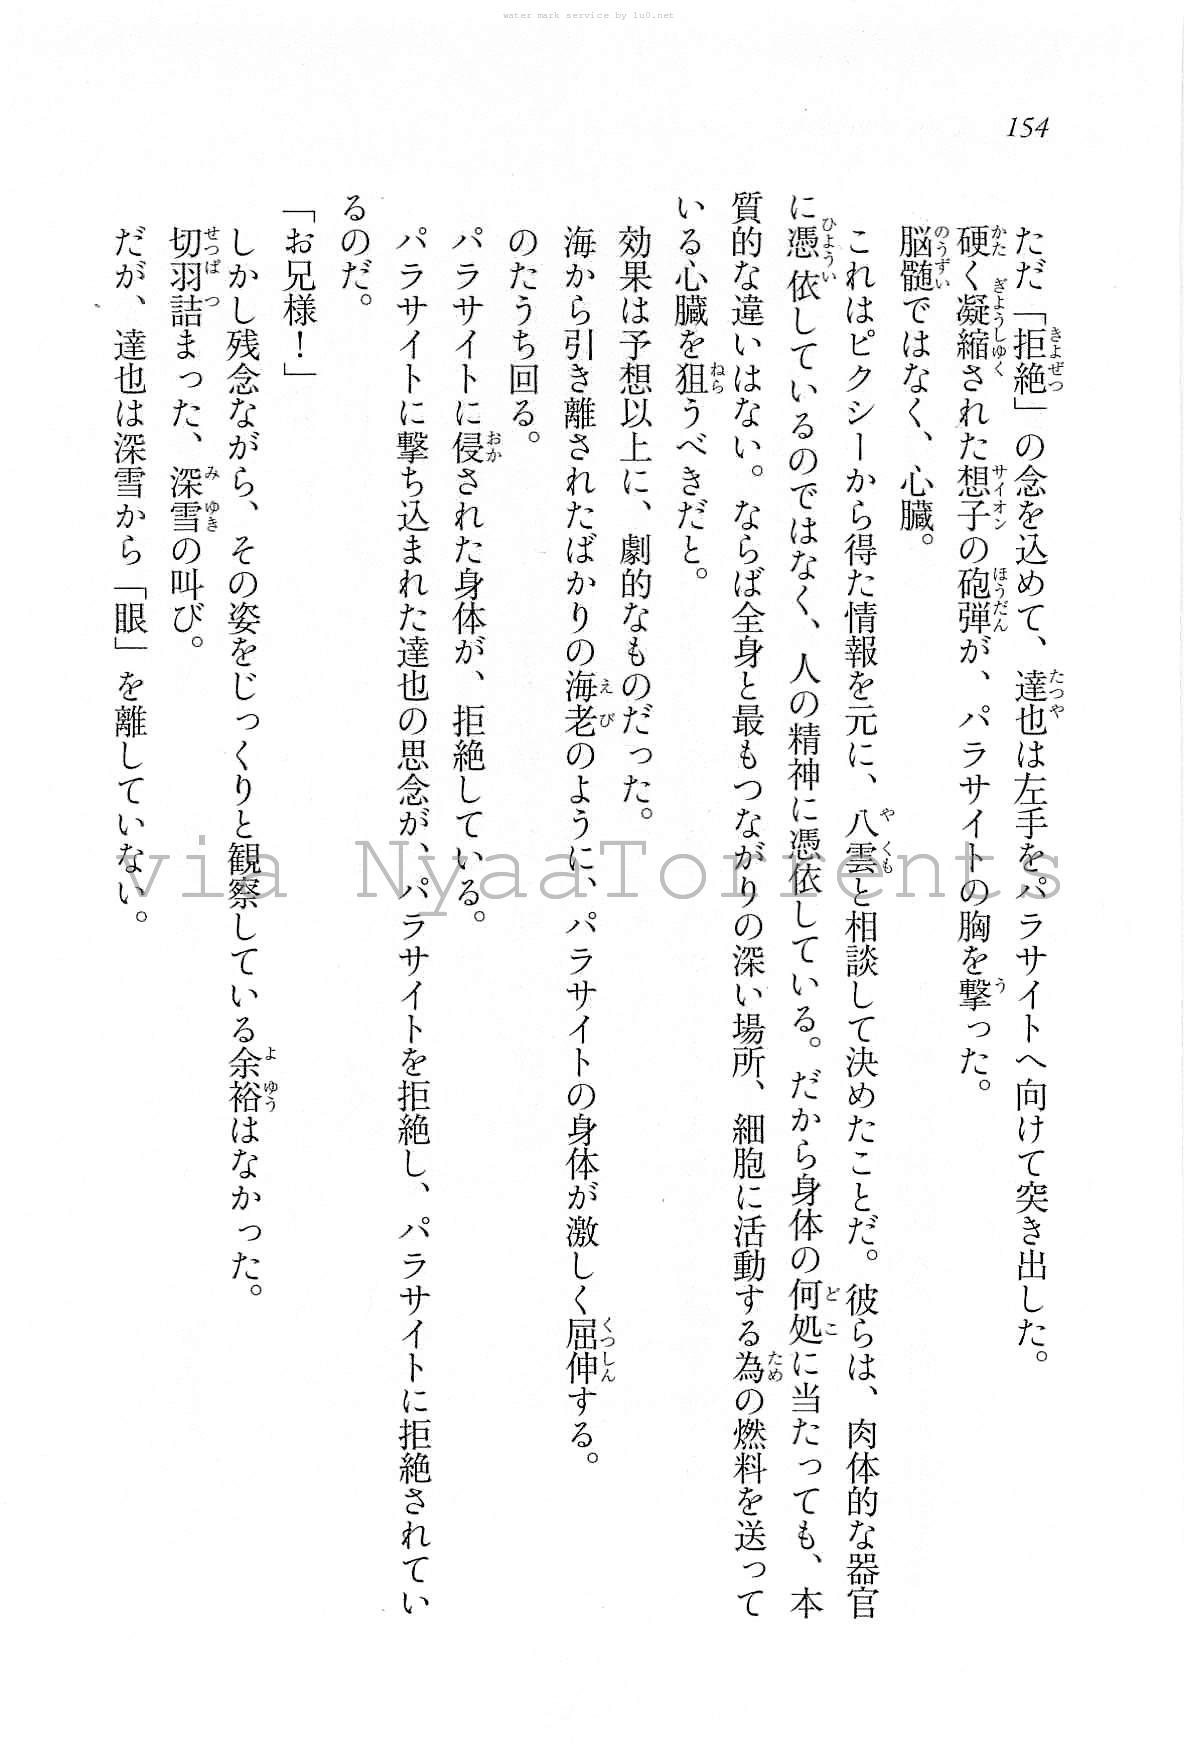 water mark service by lu0.net
154
ただ「拒絶」の念を込めて、達也は左手をパラサイトへ向けて突き出した。
硬く凝縮された想子の砲弾が、パラサイトの胸を撃った。
脳髄ではなく、心臓。
これはピクシーから得た情報を元に、八雲と相談して決めたことだ。彼らは、肉体的な器官
に憑依しているのではなく、人の精神に憑依している。だから身体の何処に当たっても、本
質的な違いはない。ならば全身と最もつながりの深い場所、細胞に活動する為の燃料を送って
いる心臓を狙うべきだと。
効果は予想以上に、劇的なものだった。
海から引き離されたばかりの海老のように、パラサイトの身体が激しく屈伸する。
のたうち回る。
パラサイトに侵された身体が、拒絶している。
パラサイトに撃ち込まれた達也の思念が、パラサイトを拒絶し、パラサイトに拒絶されてい
るのだ。
「お兄様！」
しかし残念ながら、その姿をじっくりと観察している余裕はなかった。
切羽詰まった、深雪の叫び。
だが、達也は深雪から「眼」を離していない。
via NyaaTorrents